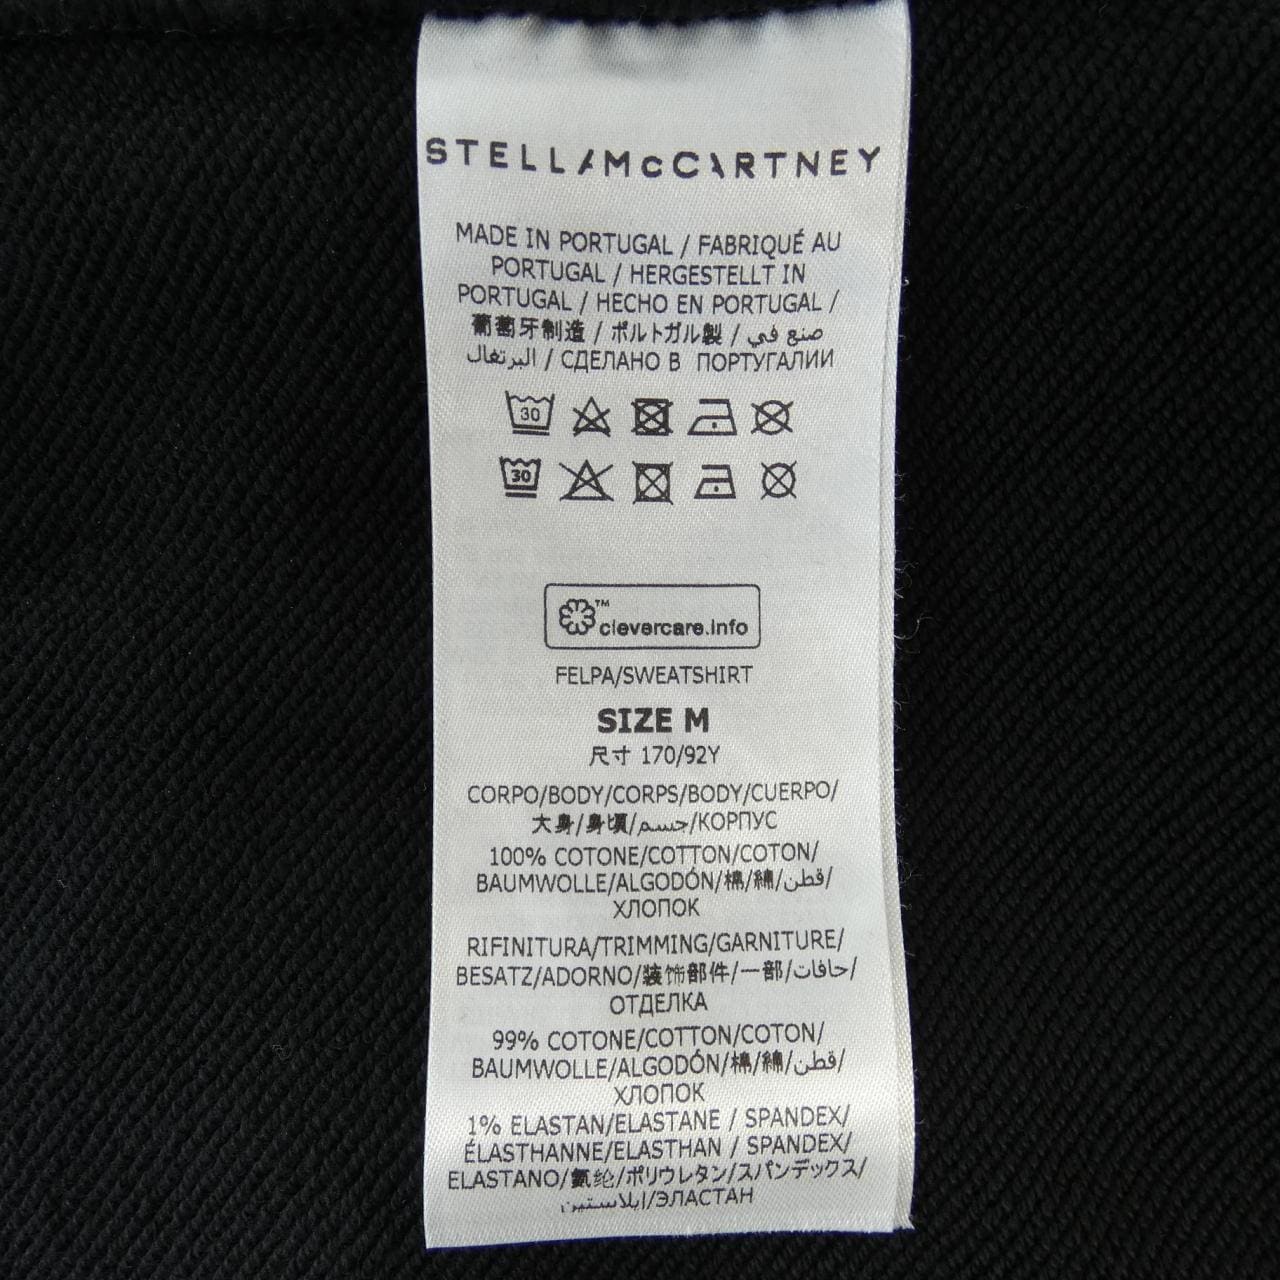 STELLA McCARTNEY
MADE IN PORTUGAL / FABRIQUÉ AU
PORTUGAL / HERGESTELLT IN
PORTUGAL / HECHO EN PORTUGAL /
葡萄牙制造 / ポルトガル製 / صنع في
البرتغال / СДЕЛАНО В ПОРТУГАЛИИ
30
30
™ clevercare.info
FELPA/SWEATSHIRT
SIZE M
尺寸 170/92Y
CORPO/BODY/CORPS/BODY/CUERPO/
大身/身頃/جسم/КОРПУС
100% COTONE/COTTON/COTON/
BAUMWOLLE/ALGODÓN/棉/綿/قطن/
ХЛОПОК
RIFINITURA/TRIMMING/GARNITURE/
BESATZ/ADORNO/装饰部件/一部/حافات/
ОТДЕЛКА
99% COTONE/COTTON/COTON/
BAUMWOLLE/ALGODÓN/棉/綿/قطن/
ХЛОПОК
1% ELASTAN/ELASTANE / SPANDEX/
ÉLASTHANNE/ELASTHAN / SPANDEX/
ELASTANO/氨纶/ポリウレタン/スパンデックス/
إيلاستين/ЭЛАСТАН